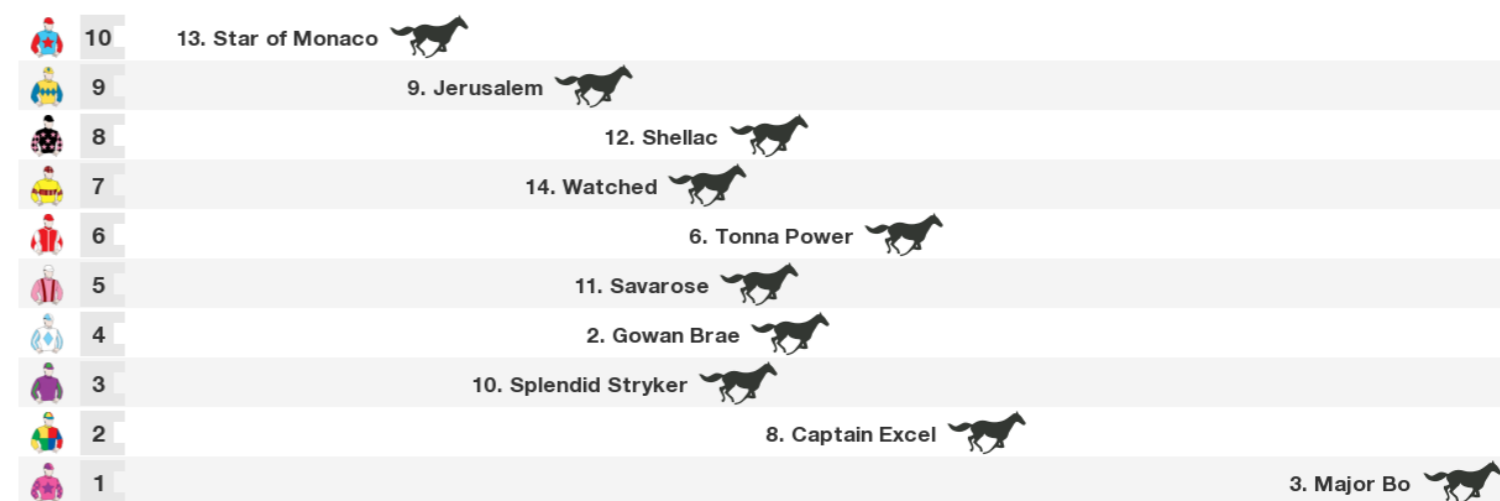 10 13. Star of Monaco
9 9. Jerusalem
8 12. Shellac
7 14. Watched
6 6. Tonna Power
5 11. Savarose
4 2. Gowan Brae
3 10. Splendid Stryker
2 8. Captain Excel
1 3. Major Bo